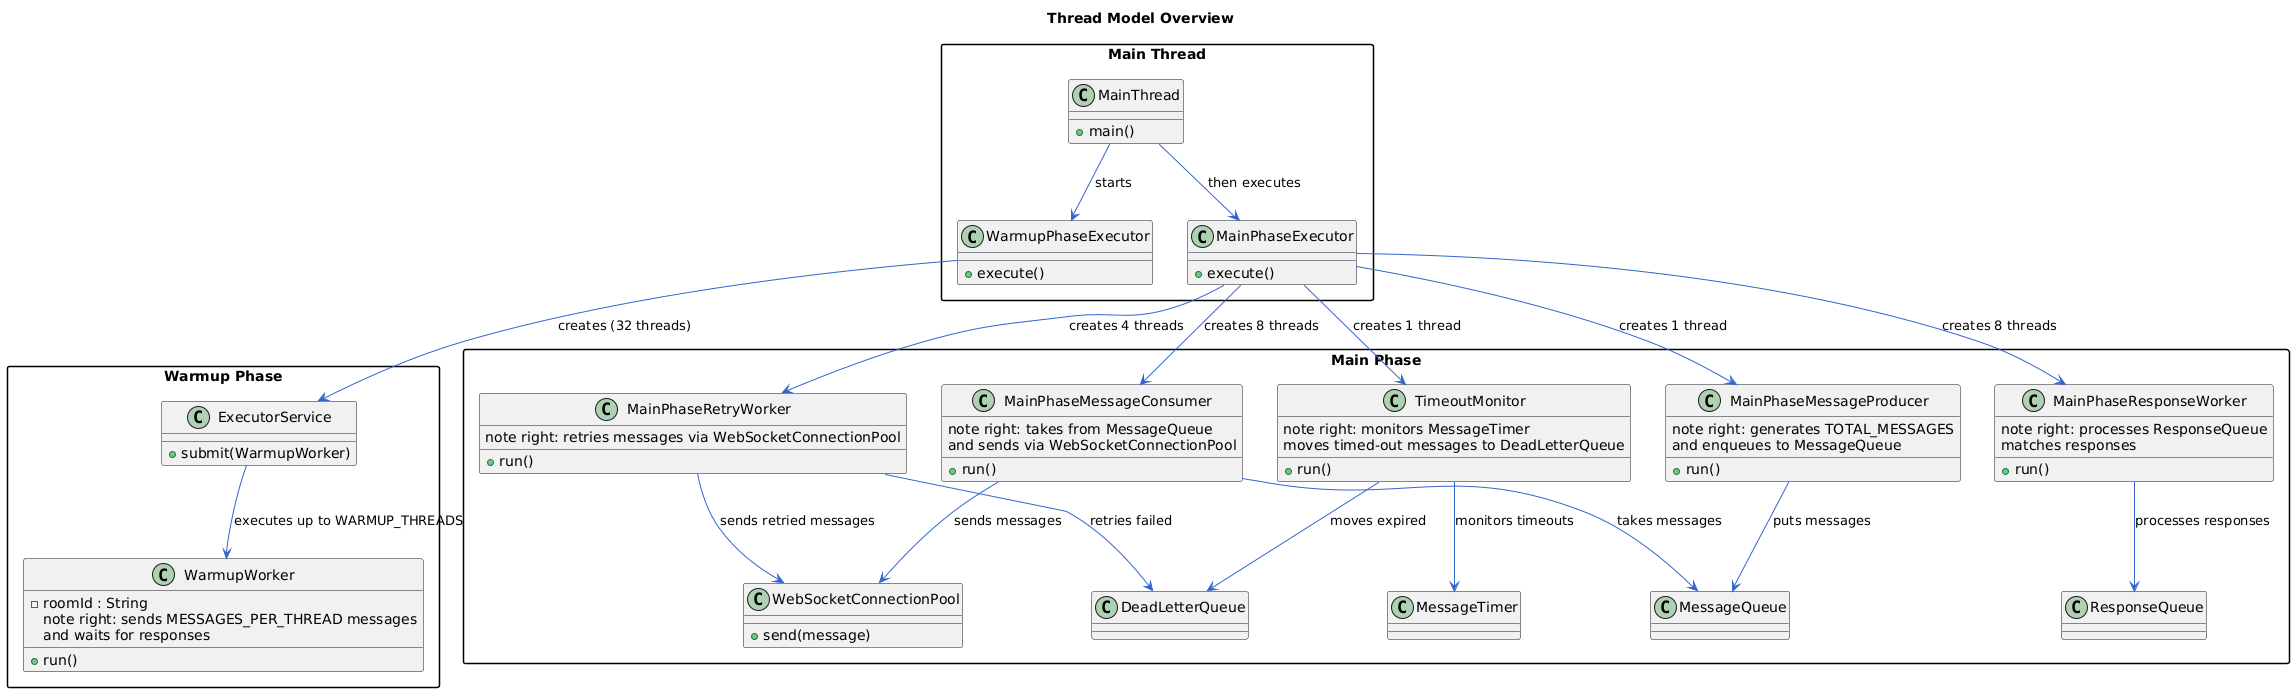 Thread Model Overview
Main Thread
C MainThread
main()
starts
then executes
C WarmupPhaseExecutor
execute()
C MainPhaseExecutor
execute()
creates (32 threads)
creates 4 threads
creates 8 threads
creates 1 thread
creates 1 thread
creates 8 threads
Warmup Phase
C ExecutorService
submit(WarmupWorker)
executes up to WARMUP_THREADS
C WarmupWorker
roomId : String
note right: sends MESSAGES_PER_THREAD messages
and waits for responses
run()
Main Phase
C MainPhaseRetryWorker
note right: retries messages via WebSocketConnectionPool
run()
C MainPhaseMessageConsumer
note right: takes from MessageQueue
and sends via WebSocketConnectionPool
run()
C TimeoutMonitor
note right: monitors MessageTimer
moves timed-out messages to DeadLetterQueue
run()
C MainPhaseMessageProducer
note right: generates TOTAL_MESSAGES
and enqueues to MessageQueue
run()
C MainPhaseResponseWorker
note right: processes ResponseQueue
matches responses
run()
sends retried messages
sends messages
retries failed
moves expired
monitors timeouts
takes messages
puts messages
processes responses
C WebSocketConnectionPool
send(message)
C DeadLetterQueue
C MessageTimer
C MessageQueue
C ResponseQueue